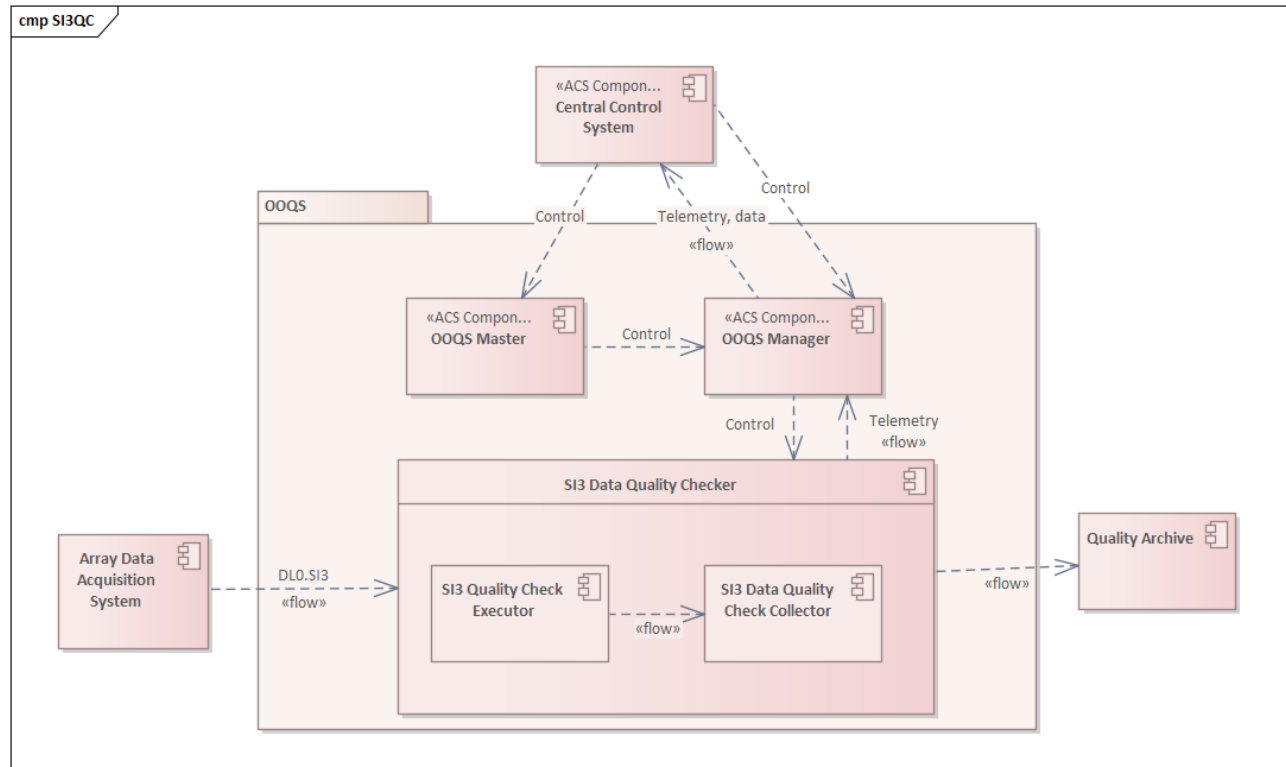 cmp SI3QC
«ACS Compon...
Central Control
System
OOQS
Control
Telemetry, data
«flow»
Control
«ACS Compon...
OOQS Master
Control
«ACS Compon...
OOQS Manager
Control
Telemetry
«flow»
SI3 Data Quality Checker
Array Data
Acquisition
System
DL0.SI3
«flow»
SI3 Quality Check
Executor
«flow»
SI3 Data Quality
Check Collector
«flow»
Quality Archive